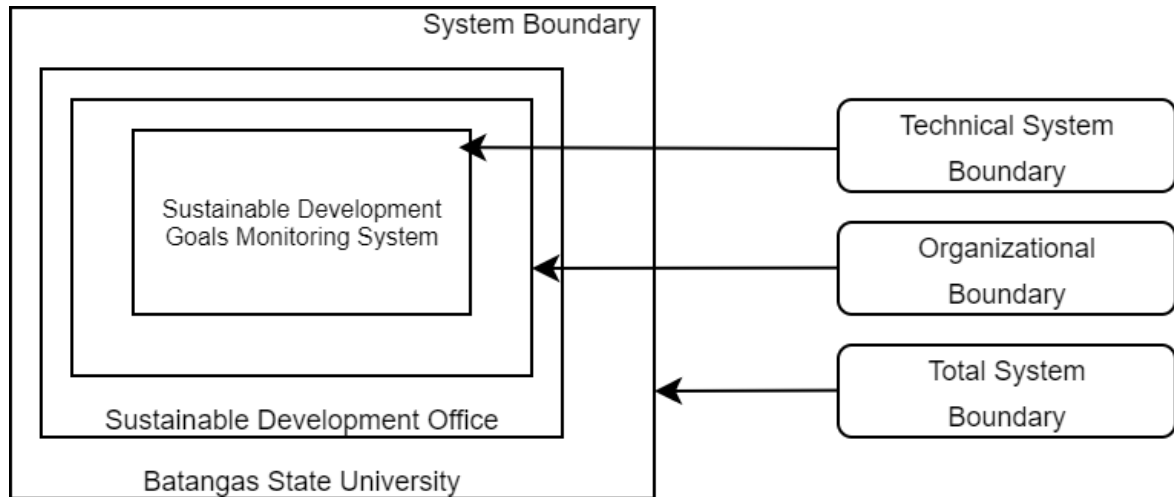 System Boundary
Technical System
Boundary
Sustainable Development
Goals Monitoring System
Organizational
Boundary
Total System
Boundary
Sustainable Development Office
Batangas State University